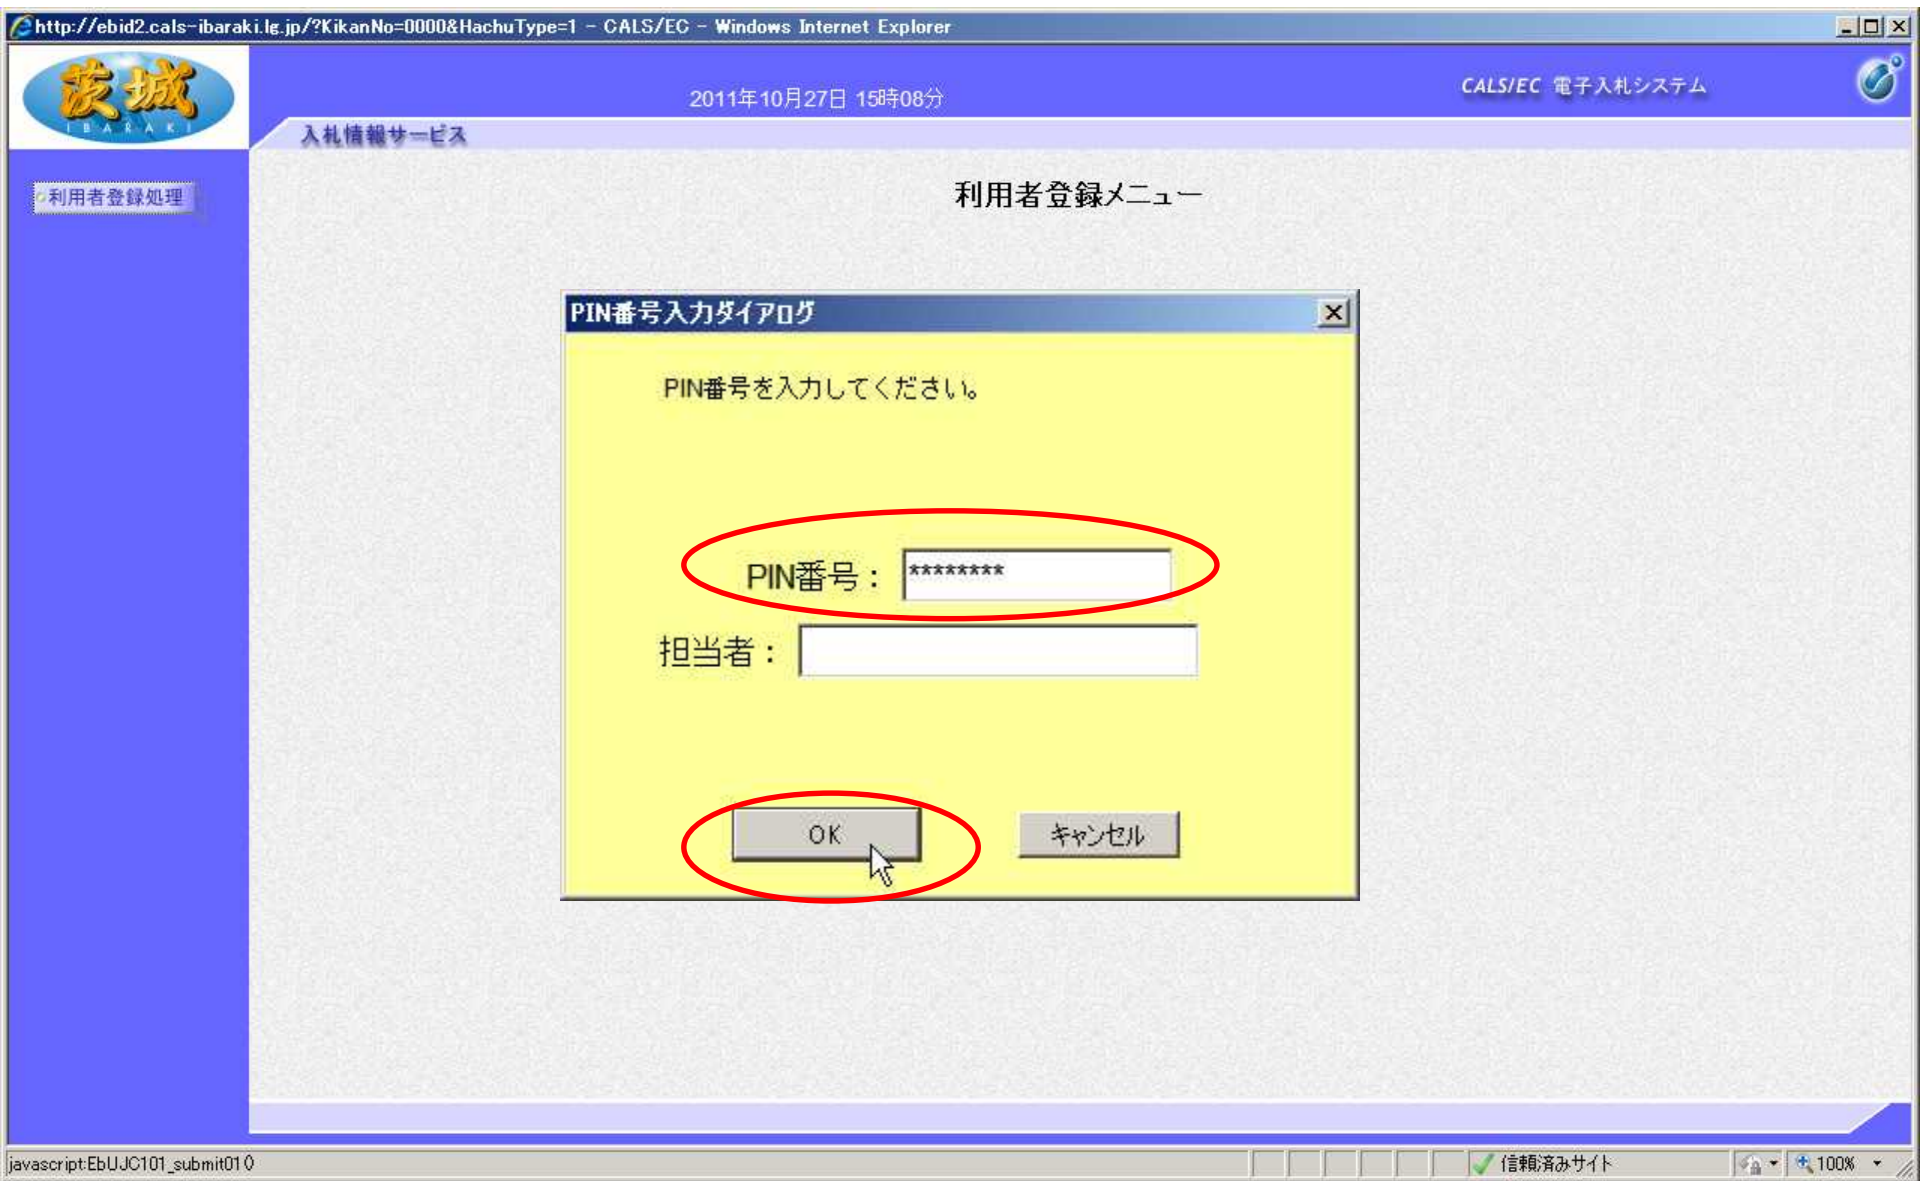 http://ebid2.cals-ibaraki.lg.jp/?KikanNo=0000&HachuType=1 - CALS/EC - Windows Internet Explorer
茨城
IBARAKI
2011年10月27日 15時08分
CALS/EC 電子入札システム
入札情報サービス
利用者登録処理
利用者登録メニュー
PIN番号入力ダイアログ
PIN番号を入力してください。
PIN番号： ********
担当者：
OK
キャンセル
javascript:EbUJC101_submit01()
信頼済みサイト
100%